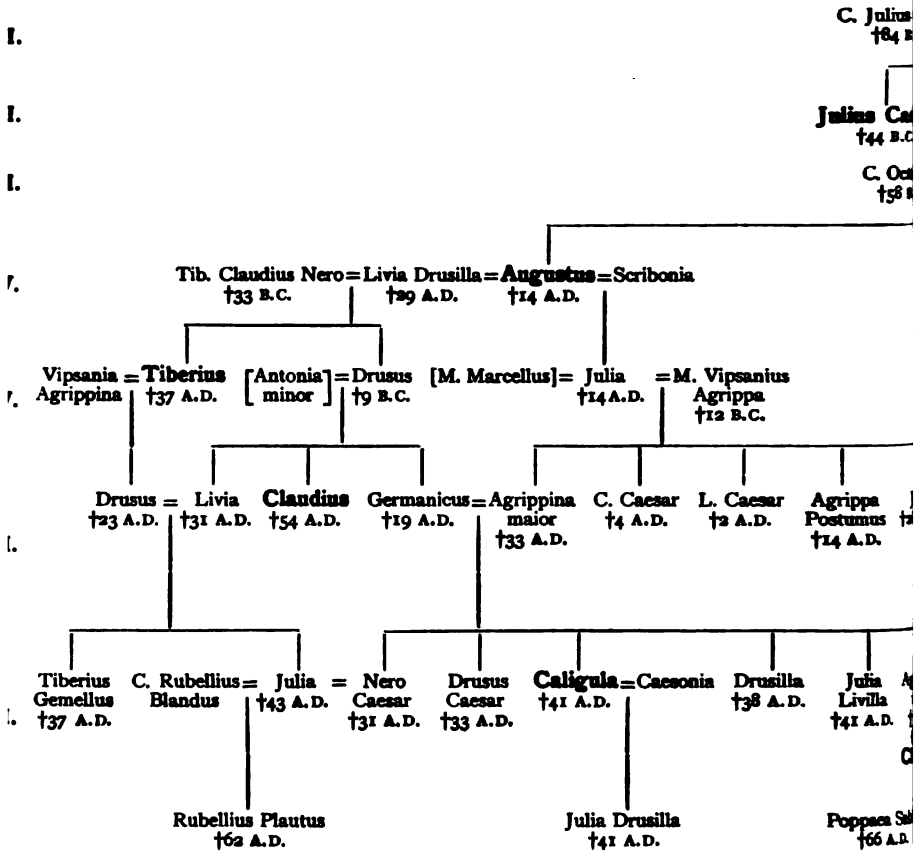 I.
C. Julius
†84
I.
Julius
†44 B.C.
I.
C.
†58
Tib. Claudius Nero = Livia Drusilla = Augustus = Scribonia
†33 B.C. †29 A.D. †14 A.D.
Vipsania = Tiberius [Antonia = Drusus [M. Marcellus] = Julia = M. Vipsanius
Agrippina †37 A.D. minor] †9 B.C. †14 A.D. Agrippa
†12 B.C.
Drusus = Livia Claudius Germanicus = Agrippina C. Caesar L. Caesar Agrippa
†23 A.D. †31 A.D. †54 A.D. †19 A.D. maior †4 A.D. †2 A.D. Postumus
†33 A.D. †14 A.D.
I.
Tiberius C. Rubellius = Julia = Nero Drusus Caligula = Caesonia Drusilla Julia
Gemellus Blandus †43 A.D. Caesar Caesar †41 A.D. †38 A.D. Livilla
†37 A.D. †31 A.D. †33 A.D. †41 A.D.
I.
Rubellius Plautus Julia Drusilla Poppaea
†62 A.D. †41 A.D. †66 A.D.